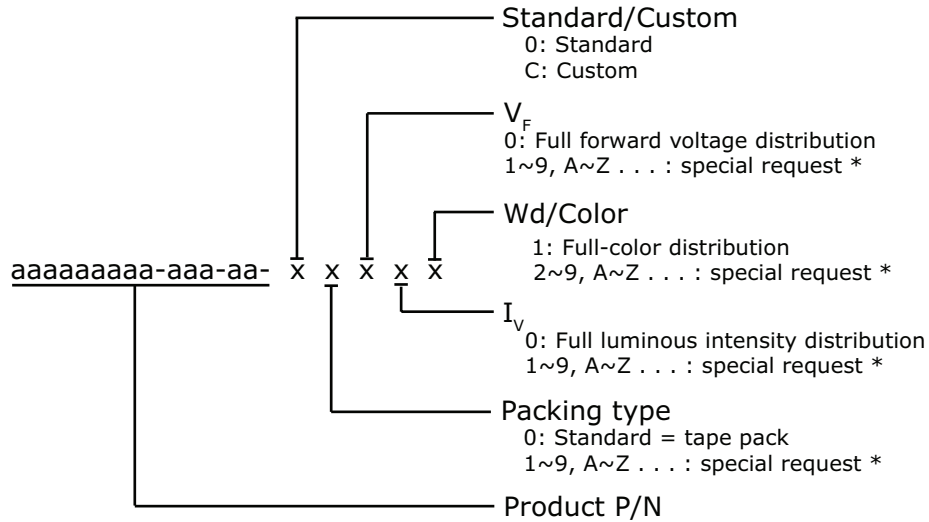 Standard/Custom
0: Standard
C: Custom
VF
0: Full forward voltage distribution
1~9, A~Z . . . : special request *
Wd/Color
1: Full-color distribution
2~9, A~Z . . . : special request *
aaaaaaaaa-aaa-aa- x x x x x
IV
0: Full luminous intensity distribution
1~9, A~Z . . . : special request *
Packing type
0: Standard = tape pack
1~9, A~Z . . . : special request *
Product P/N